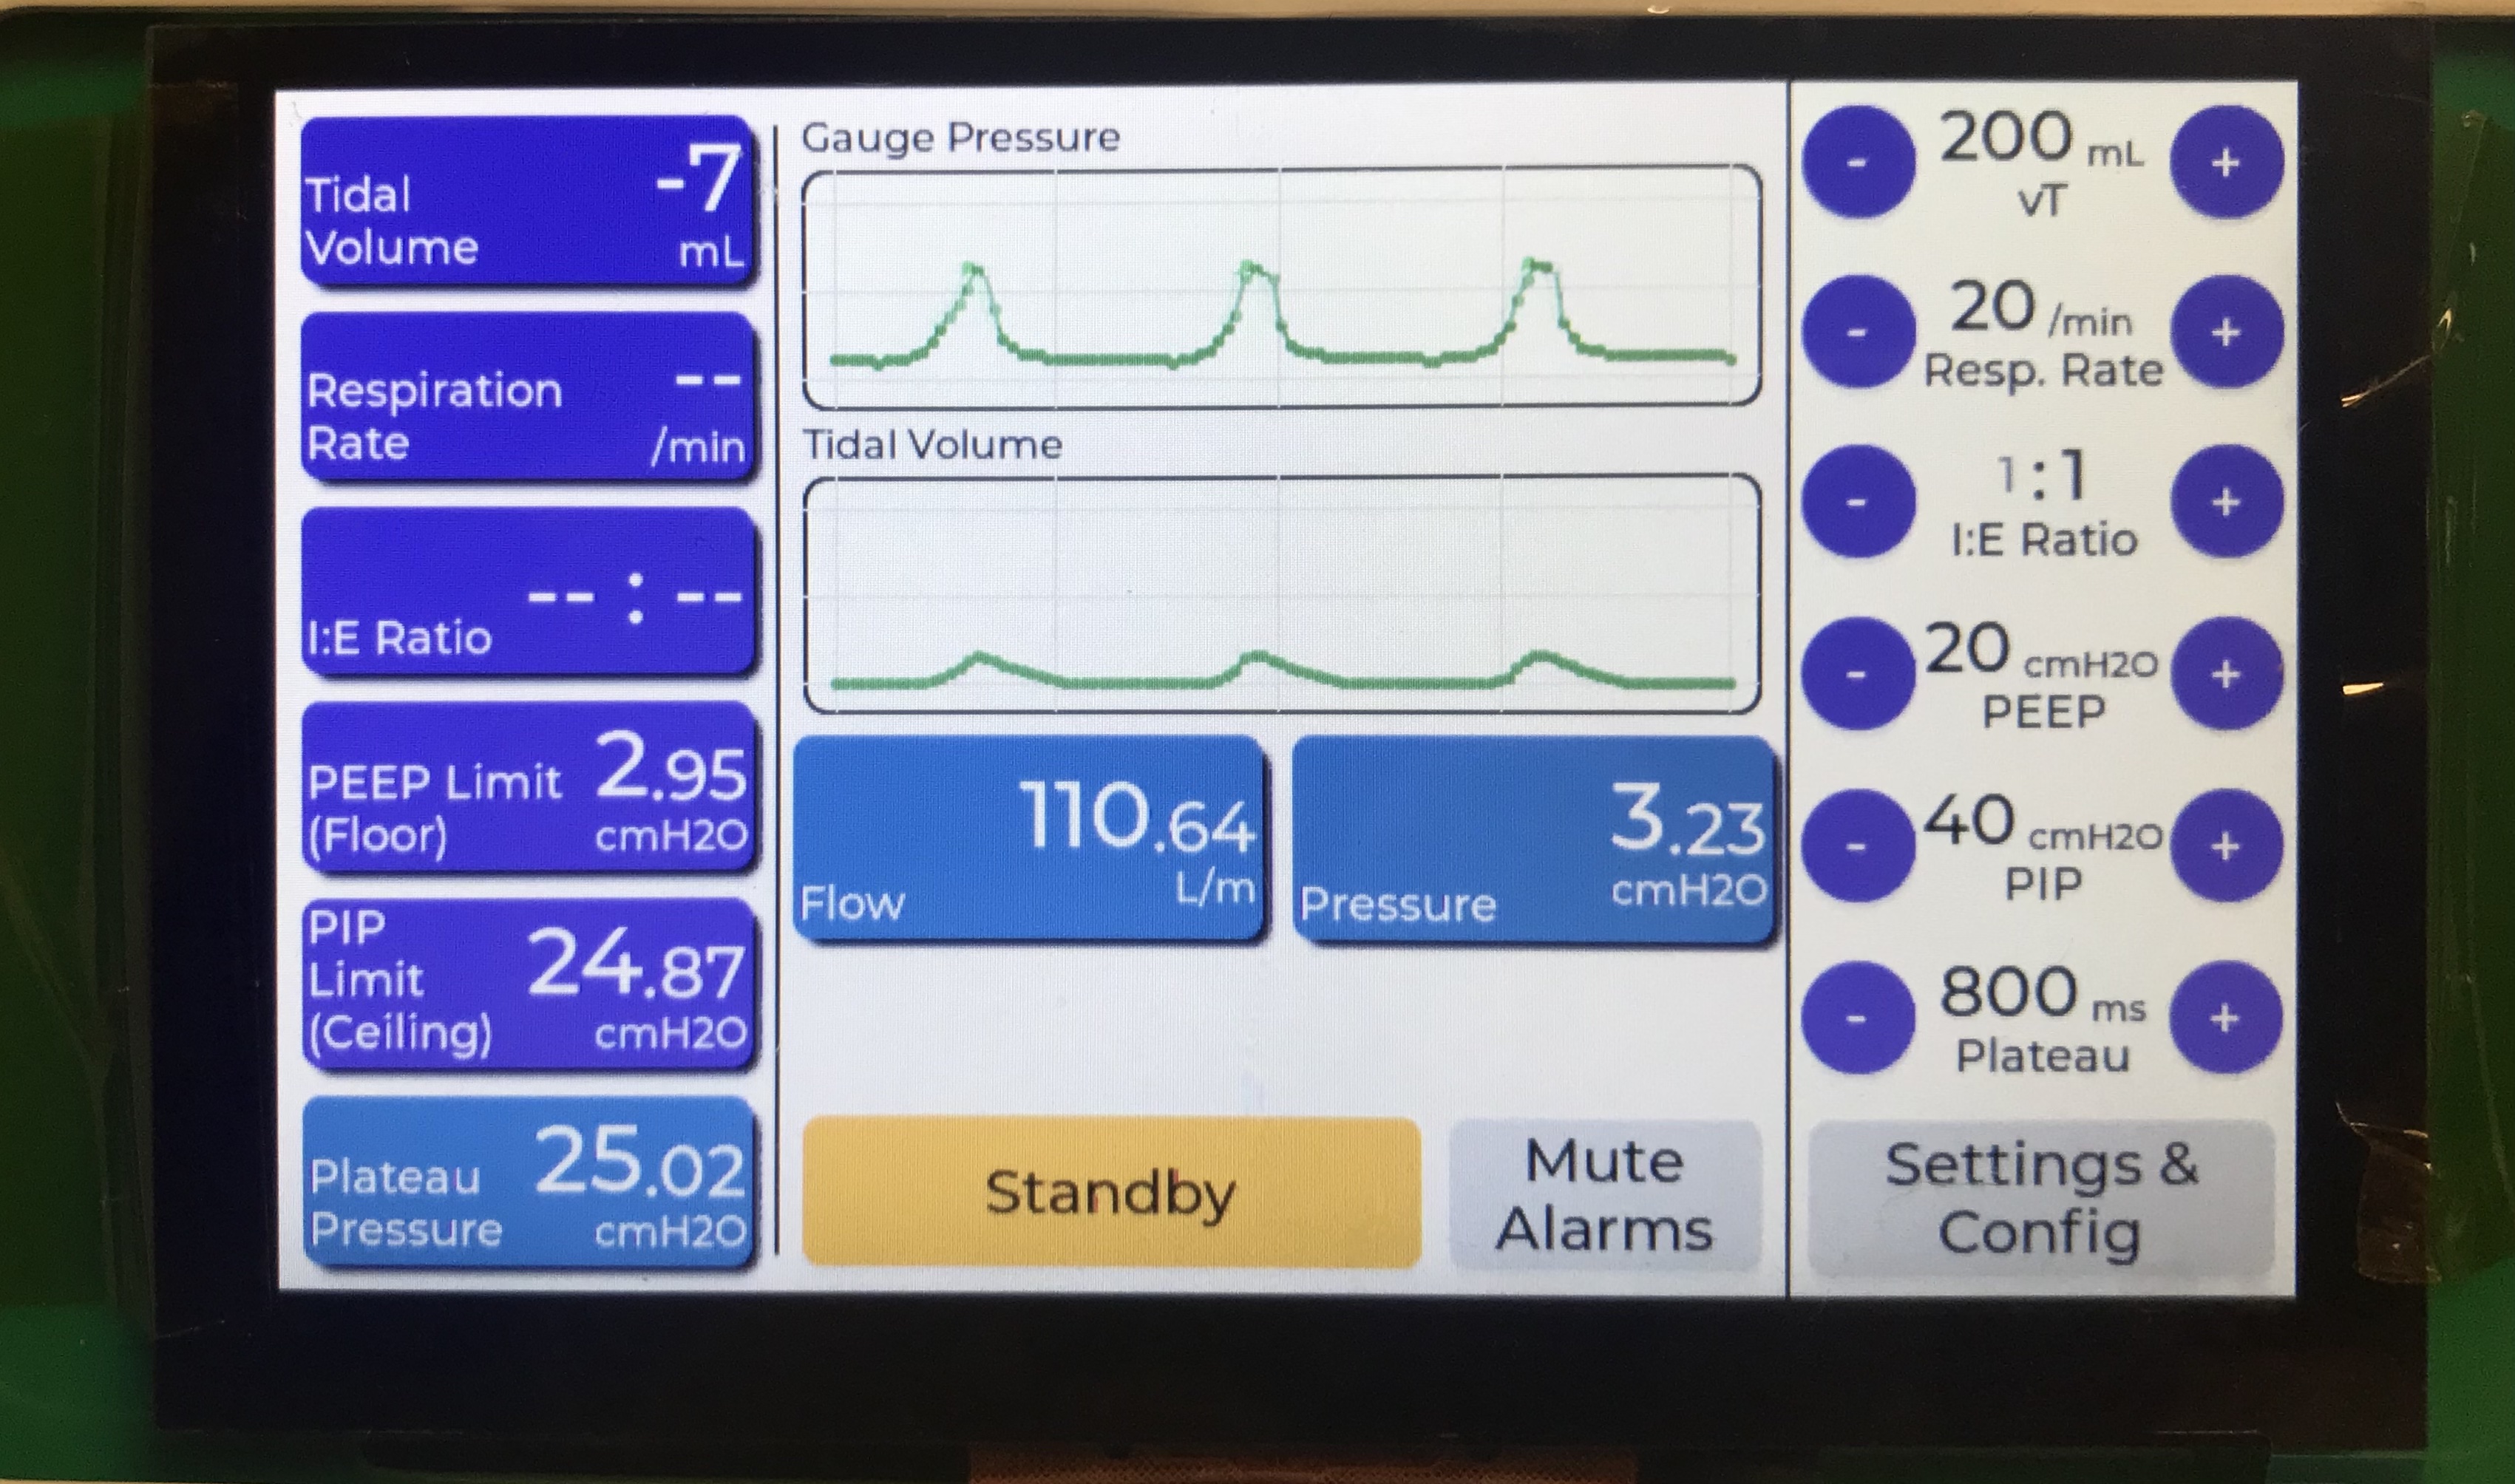 Tidal
Volume
-7
mL
Respiration
Rate
--
/min
I:E Ratio
-- : --
PEEP Limit
(Floor)
2.95
cmH2O
PIP
Limit
(Ceiling)
24.87
cmH2O
Plateau
Pressure
25.02
cmH2O
Gauge Pressure
Tidal Volume
110.64
L/m
Flow
3.23
cmH2O
Pressure
Standby
Mute
Alarms
- 200 mL +
vT
- 20 /min +
Resp. Rate
- 1:1 +
I:E Ratio
- 20 cmH2O +
PEEP
- 40 cmH2O +
PIP
- 800 ms +
Plateau
Settings &
Config